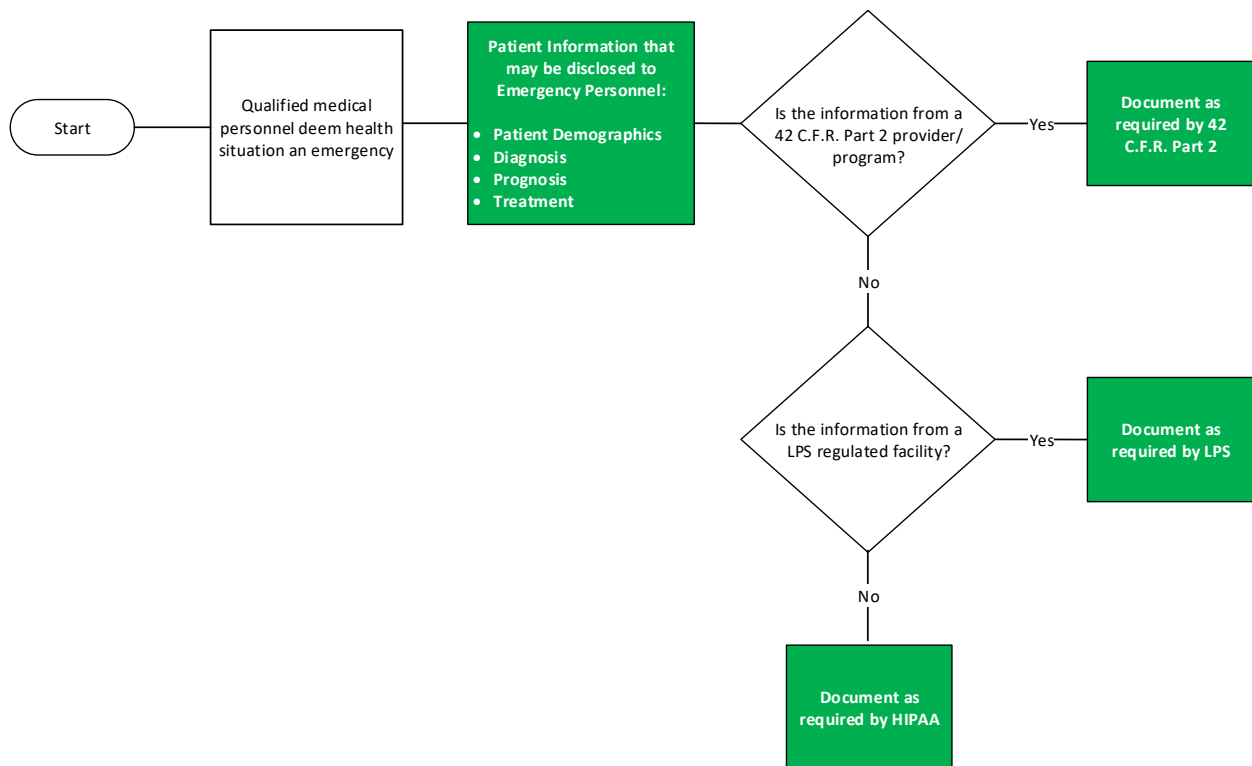 Start
Qualified medical
personnel deem health
situation an emergency
Patient Information that
may be disclosed to
Emergency Personnel:
• Patient Demographics
• Diagnosis
• Prognosis
• Treatment
Is the information from a
42 C.F.R. Part 2 provider/
program?
Yes
Document as
required by 42
C.F.R. Part 2
No
Is the information from a
LPS regulated facility?
Yes
Document as
required by LPS
No
Document as
required by HIPAA